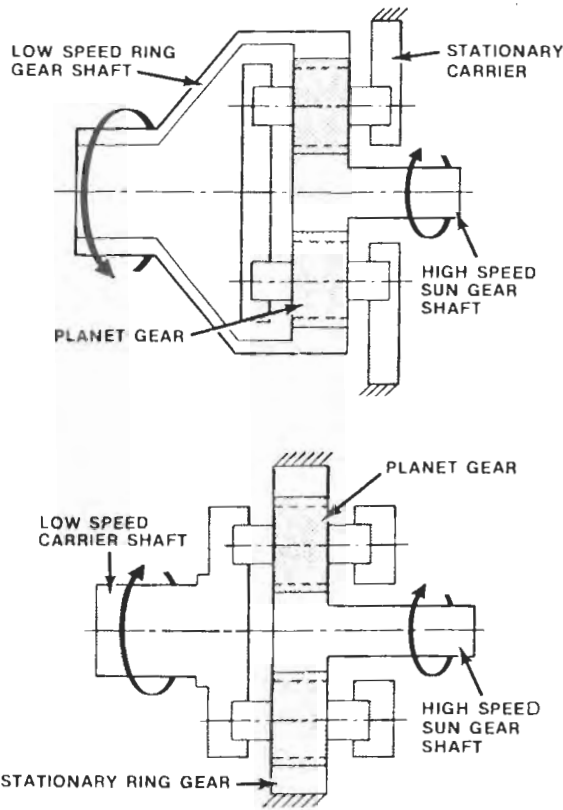 LOW SPEED RING
GEAR SHAFT
STATIONARY
CARRIER
HIGH SPEED
SUN GEAR
SHAFT
PLANET GEAR
PLANET GEAR
LOW SPEED
CARRIER SHAFT
HIGH SPEED
SUN GEAR
SHAFT
STATIONARY RING GEAR